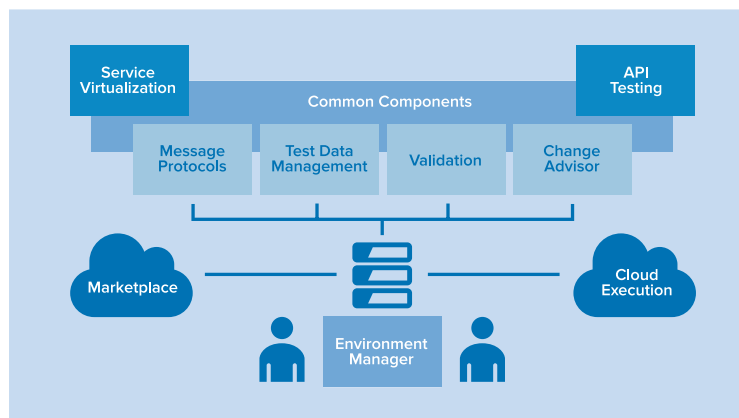 Service
Virtualization
API
Testing
Common Components
Message
Protocols
Test Data
Management
Validation
Change
Advisor
Marketplace
Cloud
Execution
Environment
Manager